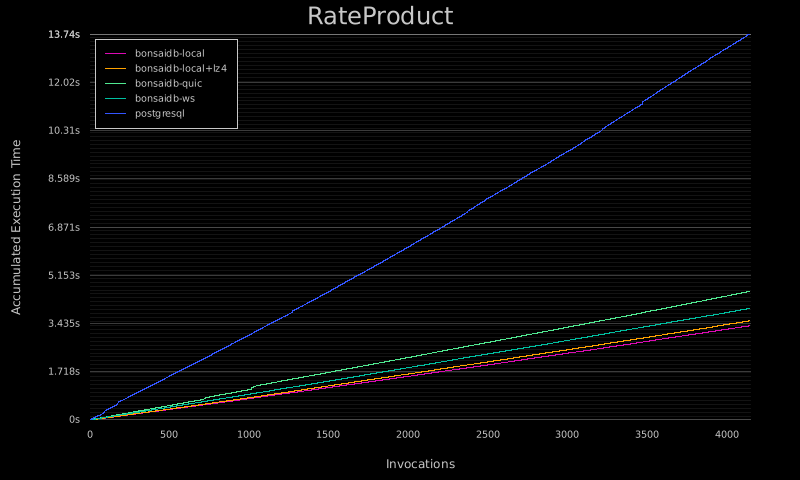 RateProduct
13.74s
12.02s
10.31s
8.589s
6.871s
5.153s
3.435s
1.718s
0s
bonsaidb-local
bonsaidb-local+lz4
bonsaidb-quic
bonsaidb-ws
postgresql
Accumulated Execution Time
0 500 1000 1500 2000 2500 3000 3500 4000
Invocations